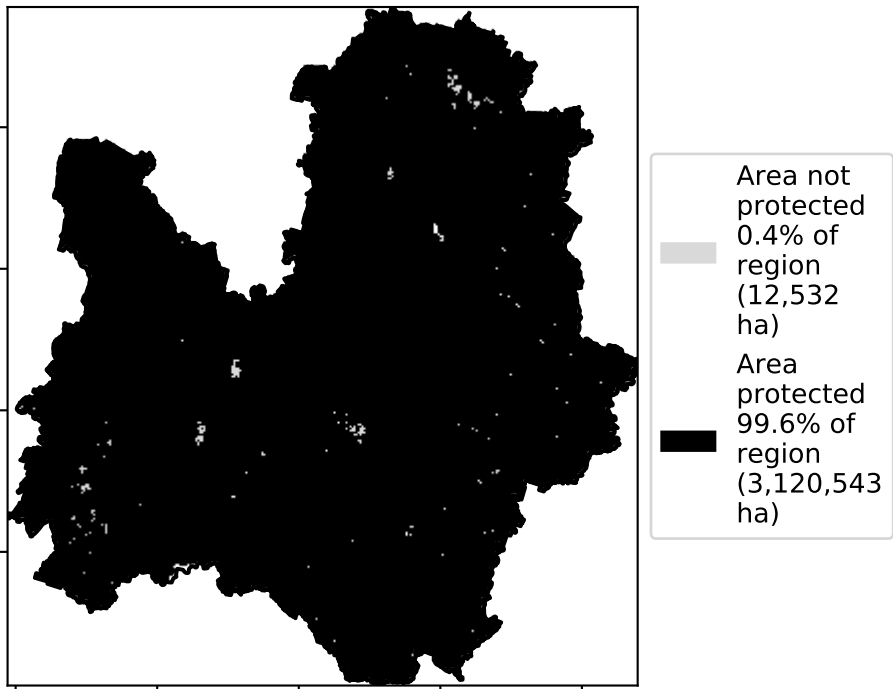 Area not
protected
0.4% of
region
(12,532
ha)
Area
protected
99.6% of
region
(3,120,543
ha)